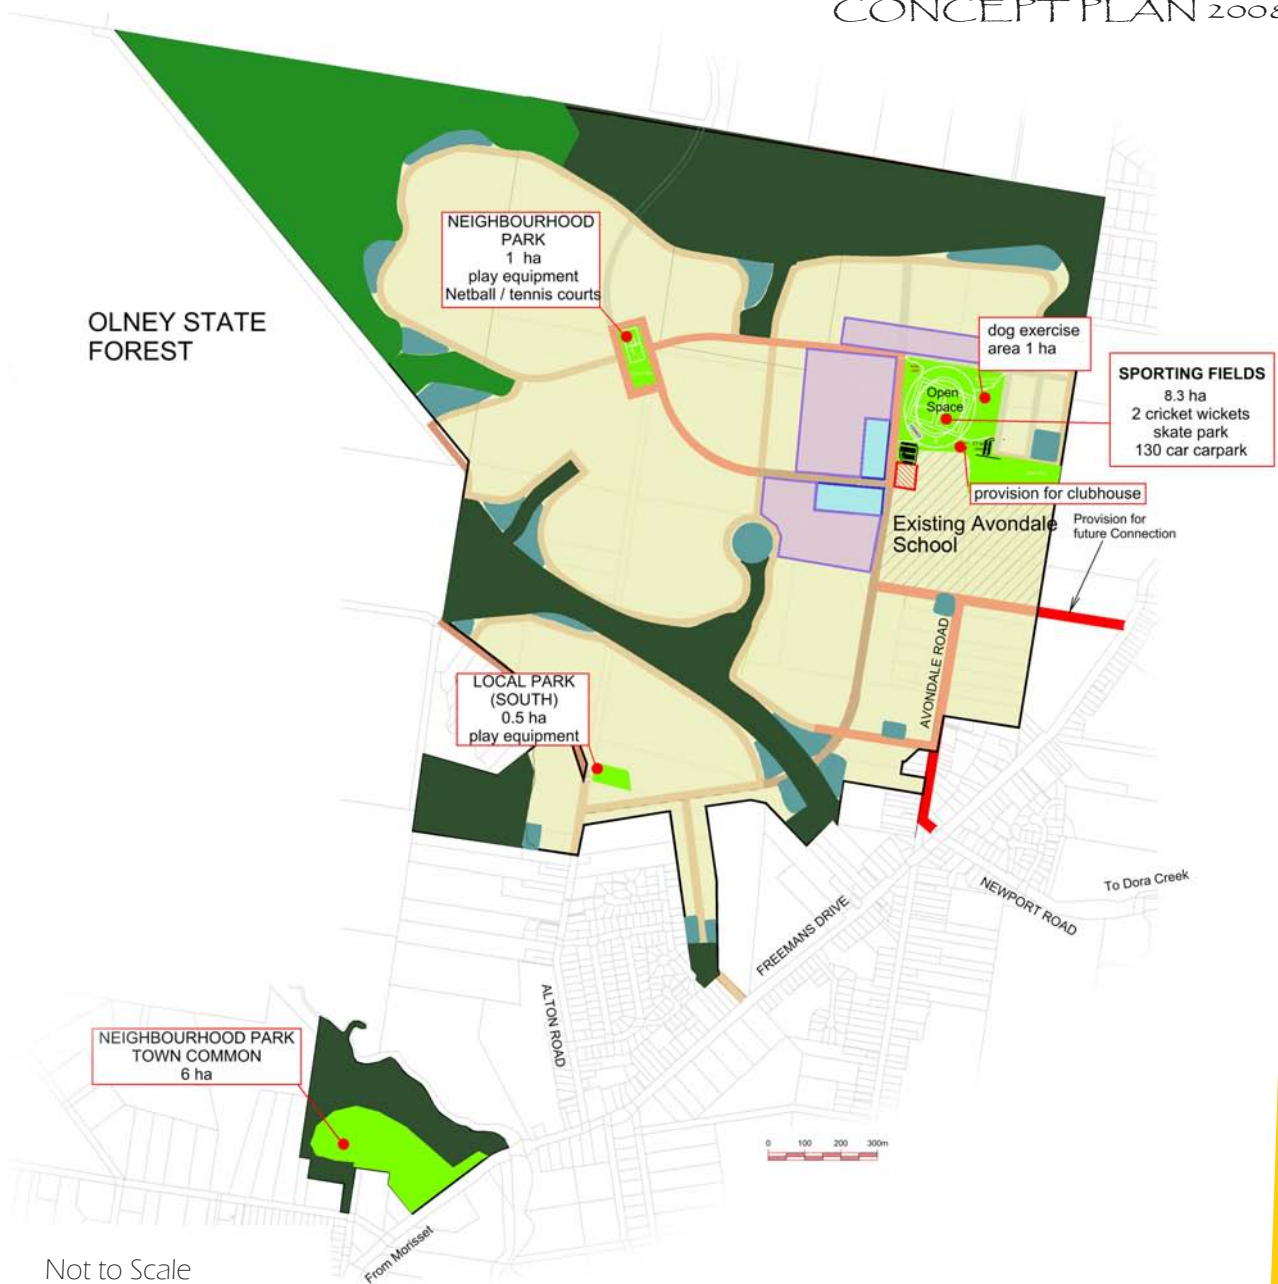 CONCEPT PLAN 2008
NEIGHBOURHOOD
PARK
1 ha
play equipment
Netball / tennis courts
OLNEY STATE
FOREST
dog exercise
area 1 ha
SPORTING FIELDS
8.3 ha
2 cricket wickets
skate park
130 car carpark
Open
Space
provision for clubhouse
Existing Avondale
School
Provision for
future Connection
AVONDALE ROAD
LOCAL PARK
(SOUTH)
0.5 ha
play equipment
To Dora Creek
NEWPORT ROAD
FREEMANS DRIVE
ALTON ROAD
NEIGHBOURHOOD PARK
TOWN COMMON
6 ha
0 100 200 300m
From Morisset
Not to Scale